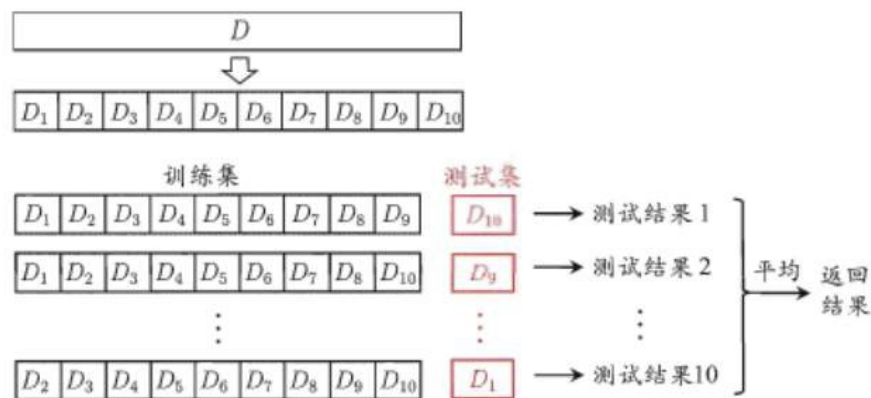 D
D₁ D₂ D₃ D₄ D₅ D₆ D₇ D₈ D₉ D₁₀
训练集 测试集
D₁ D₂ D₃ D₄ D₅ D₆ D₇ D₈ D₉ D₁₀ 测试结果1
D₁ D₂ D₃ D₄ D₅ D₆ D₇ D₈ D₁₀ D₉ 测试结果2
平均 返回
结果
D₂ D₃ D₄ D₅ D₆ D₇ D₈ D₉ D₁₀ D₁ 测试结果10